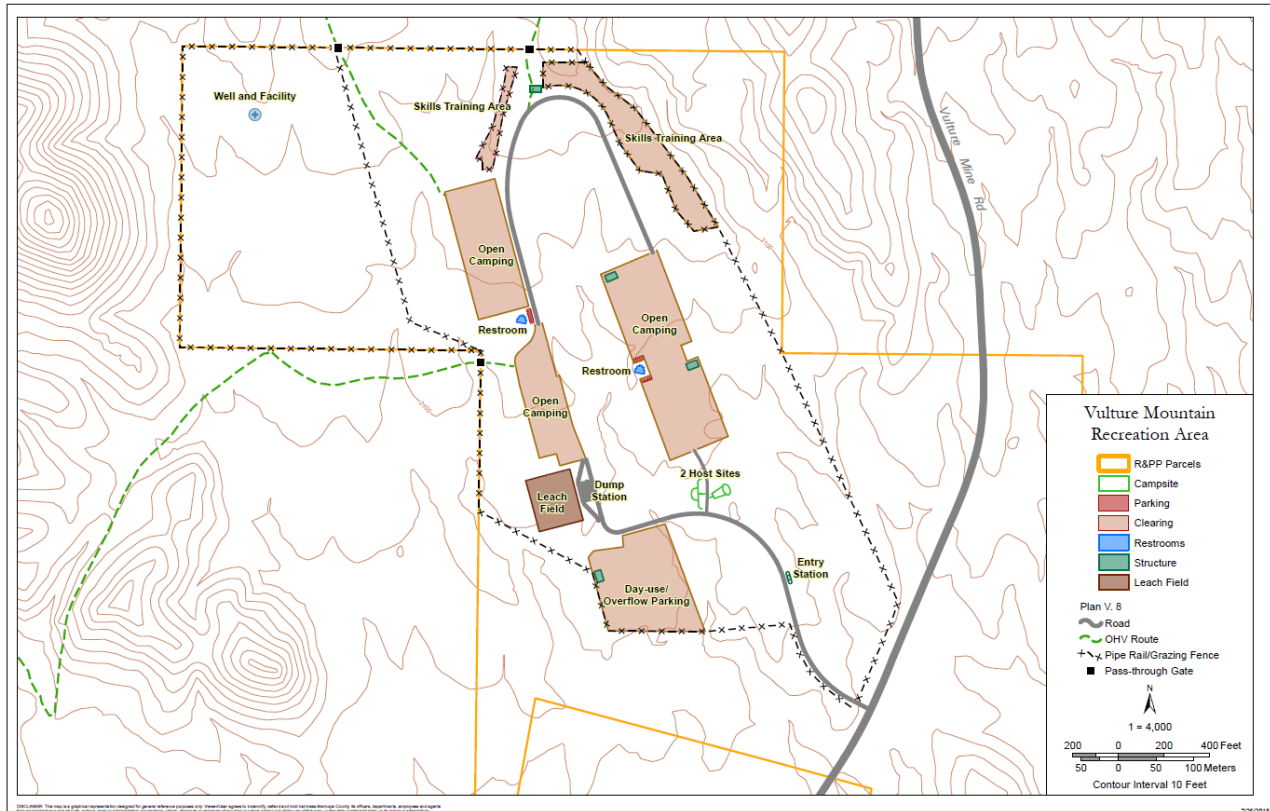 Well and Facility
Skills Training Area
Skills Training Area
Vulture Mine Rd
2100
Open
Camping
Open
Camping
Restroom
Restroom
Open
Camping
2100
2 Host Sites
Dump
Station
Leach
Field
Entry
Station
Day-use/
Overflow Parking
Vulture Mountain
Recreation Area
R&PP Parcels
Campsite
Parking
Clearing
Restrooms
Structure
Leach Field
Plan V. 8
Road
OHV Route
Pipe Rail/Grazing Fence
Pass-through Gate
N
1 = 4,000
200 0 200 400 Feet
50 0 50 100 Meters
Contour Interval 10 Feet